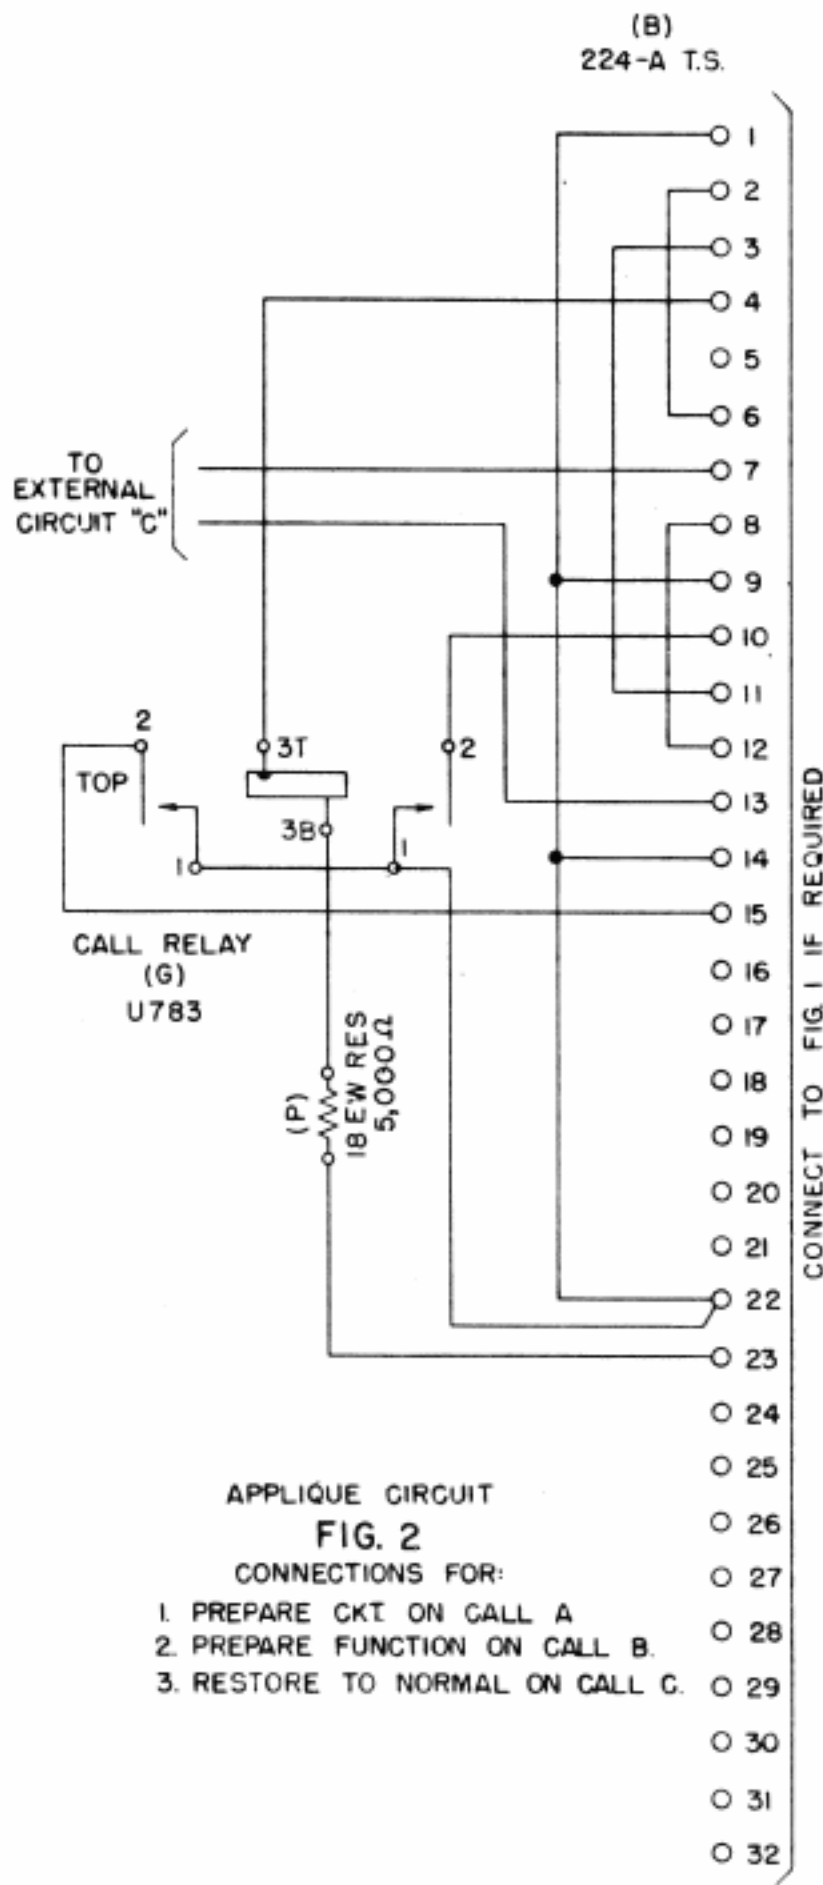 (B)
224-A T.S.
1
2
3
4
5
6
TO
EXTERNAL
CIRCUIT "C"
7
8
9
10
11
12
13
14
15
16
17
18
19
20
21
22
23
24
25
26
27
28
29
30
31
32
2
TOP
3T
2
3B
1
1
CALL RELAY
(G)
U783
(P)
18 EW RES
5,000Ω
CONNECT TO FIG. 1 IF REQUIRED
APPLIQUE CIRCUIT
FIG. 2
CONNECTIONS FOR:
1. PREPARE CKT. ON CALL A
2. PREPARE FUNCTION ON CALL B.
3. RESTORE TO NORMAL ON CALL C.